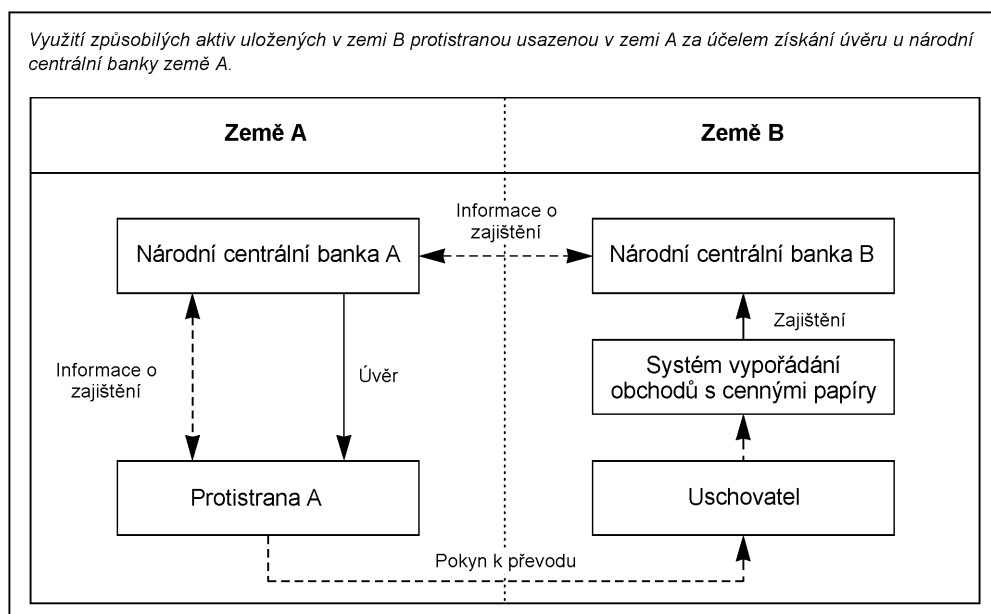 Využití způsobilých aktiv uložených v zemi B protistranou usazenou v zemi A za účelem získání úvěru u národní
centrální banky země A.
Země A
Země B
Informace o
zajištění
Národní centrální banka A
Národní centrální banka B
Zajištění
Informace o
zajištění
Úvěr
Systém vypořádání
obchodů s cennými papíry
Protistrana A
Uschovatel
Pokyn k převodu